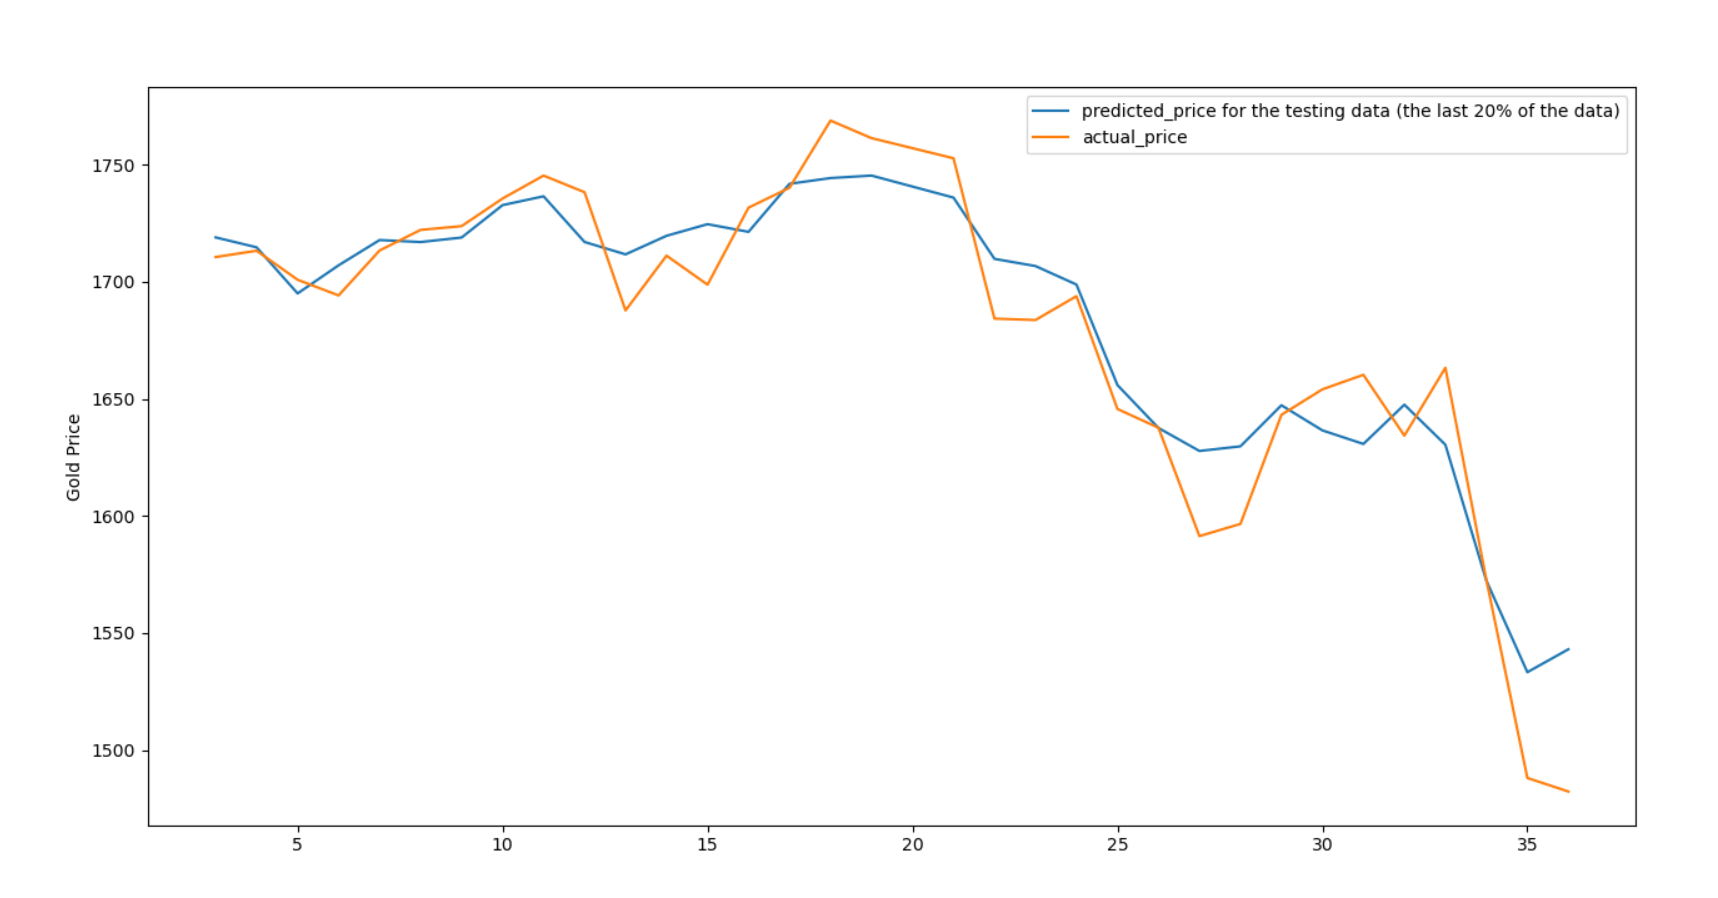 predicted_price for the testing data (the last 20% of the data)
actual_price
1750
1700
1650
1600
1550
1500
Gold Price
5 10 15 20 25 30 35